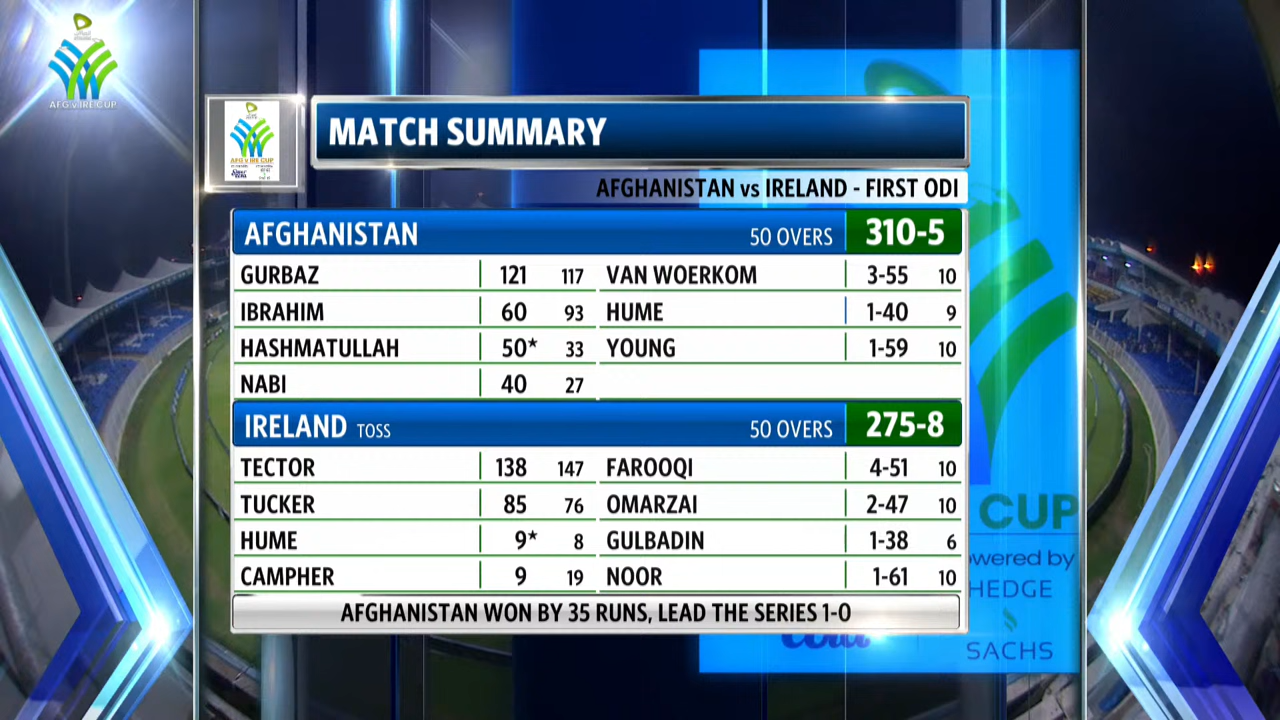 AFG v IRE CUP
MATCH SUMMARY
AFG v IRE CUP
AFGHANISTAN vs IRELAND - FIRST ODI
AFGHANISTAN 50 OVERS 310-5
GURBAZ 121 117 VAN WOERKOM 3-55 10
IBRAHIM 60 93 HUME 1-40 9
HASHMATULLAH 50* 33 YOUNG 1-59 10
NABI 40 27
IRELAND TOSS 50 OVERS 275-8
TECTOR 138 147 FAROOQI 4-51 10
TUCKER 85 76 OMARZAI 2-47 10
HUME 9* 8 GULBADIN 1-38 6
CAMPHER 9 19 NOOR 1-61 10
AFGHANISTAN WON BY 35 RUNS, LEAD THE SERIES 1-0
CUP
owered by
HEDGE
SACHS